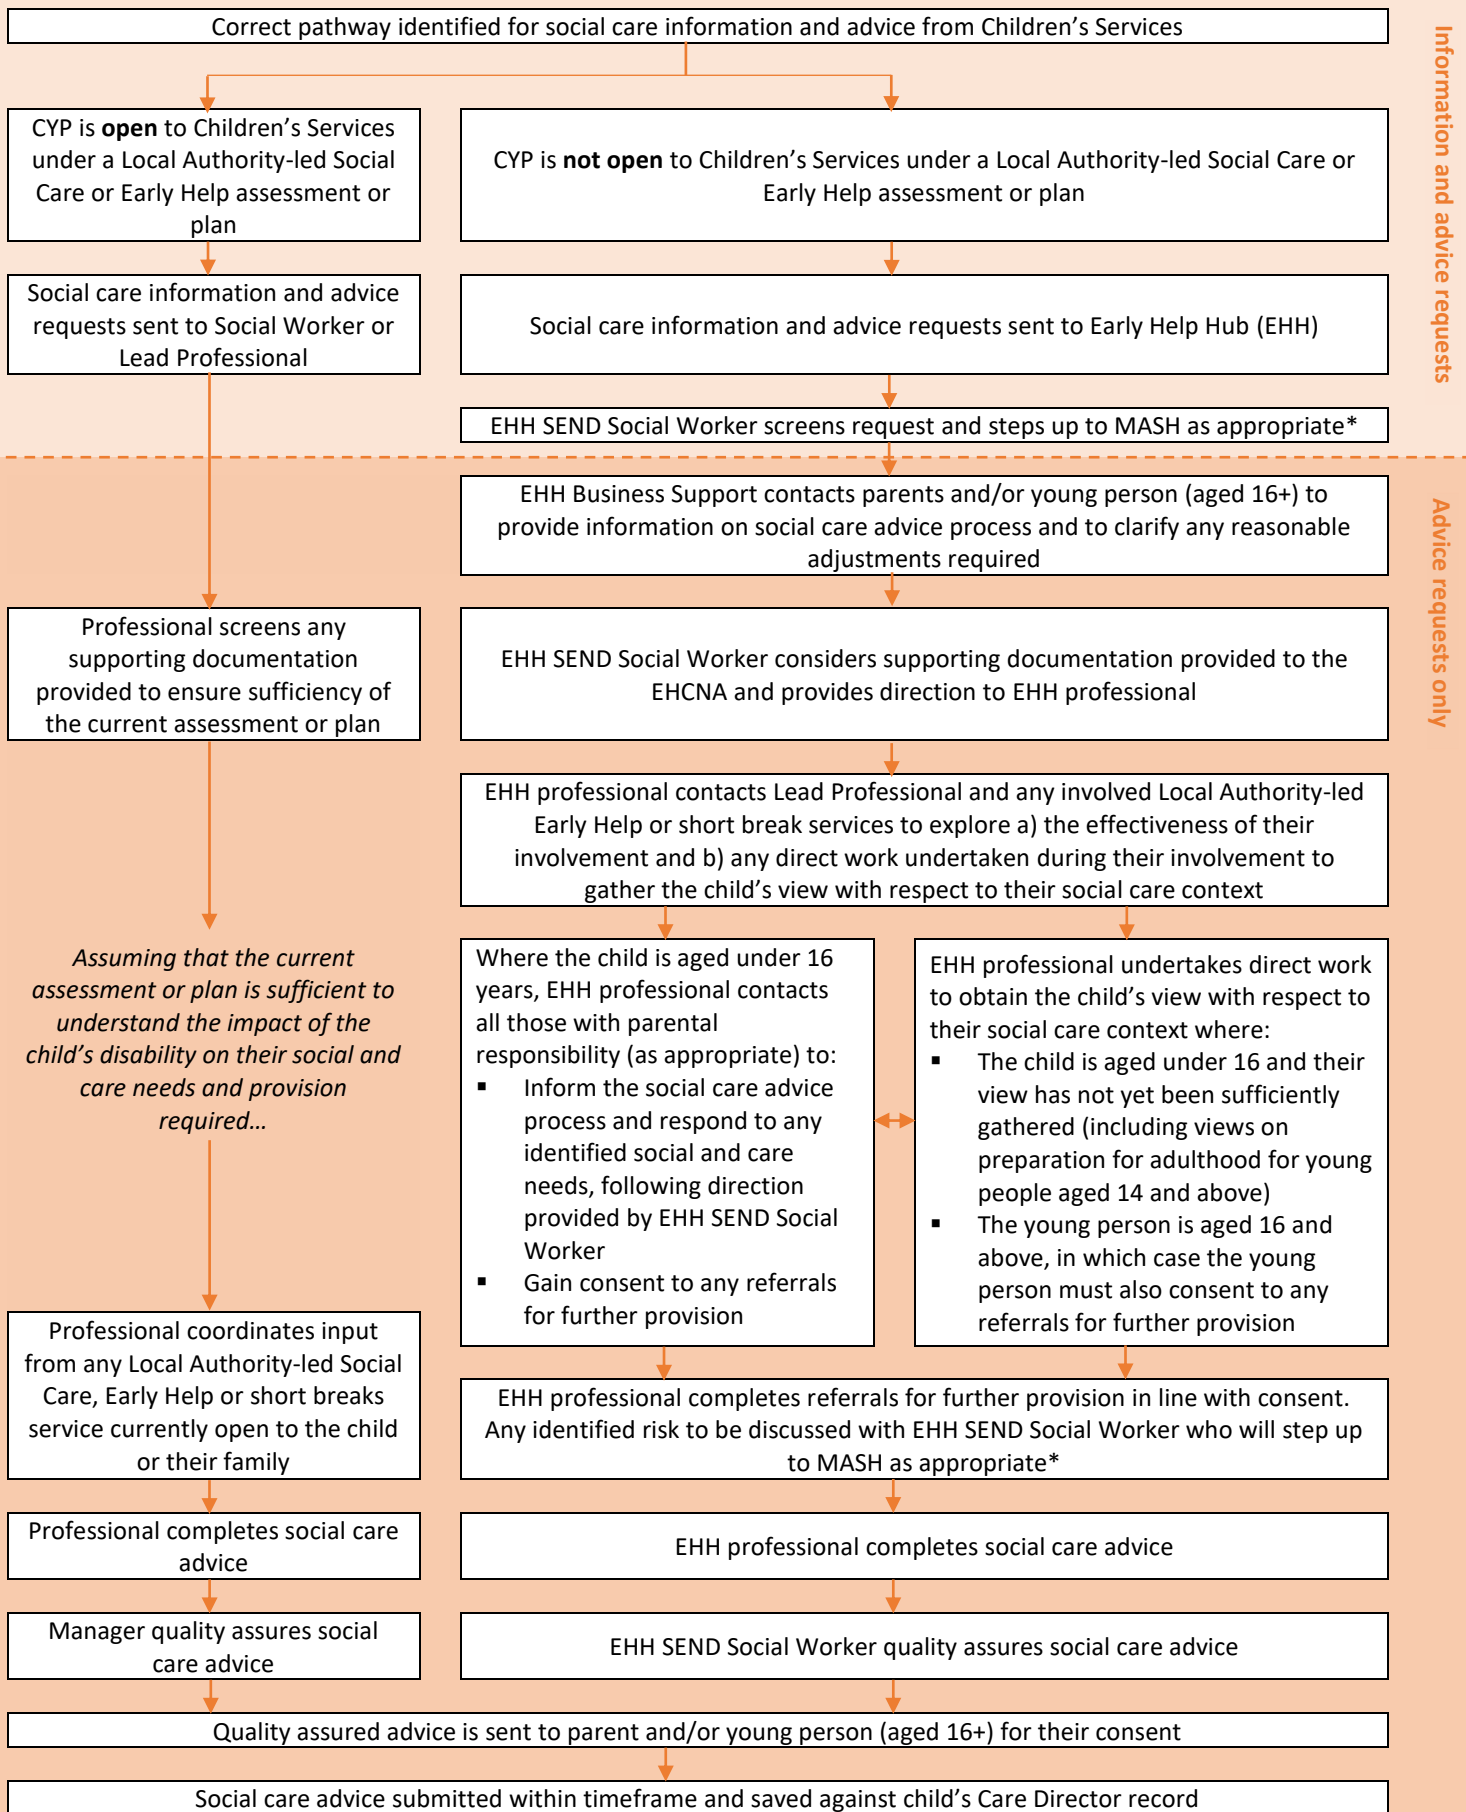 Correct pathway identified for social care information and advice from Children’s Services
Information and advice requests
CYP is open to Children’s Services
under a Local Authority-led Social
Care or Early Help assessment or
plan
CYP is not open to Children’s Services under a Local Authority-led Social Care or
Early Help assessment or plan
Social care information and advice
requests sent to Social Worker or
Lead Professional
Social care information and advice requests sent to Early Help Hub (EHH)
EHH SEND Social Worker screens request and steps up to MASH as appropriate*
Advice requests only
EHH Business Support contacts parents and/or young person (aged 16+) to
provide information on social care advice process and to clarify any reasonable
adjustments required
Professional screens any
supporting documentation
provided to ensure sufficiency of
the current assessment or plan
EHH SEND Social Worker considers supporting documentation provided to the
EHCNA and provides direction to EHH professional
EHH professional contacts Lead Professional and any involved Local Authority-led
Early Help or short break services to explore a) the effectiveness of their
involvement and b) any direct work undertaken during their involvement to
gather the child’s view with respect to their social care context
Assuming that the current
assessment or plan is sufficient to
understand the impact of the
child’s disability on their social and
care needs and provision
required…
Where the child is aged under 16
years, EHH professional contacts
all those with parental
responsibility (as appropriate) to:
▪ Inform the social care advice
process and respond to any
identified social and care
needs, following direction
provided by EHH SEND Social
Worker
▪ Gain consent to any referrals
for further provision
EHH professional undertakes direct work
to obtain the child’s view with respect to
their social care context where:
▪ The child is aged under 16 and their
view has not yet been sufficiently
gathered (including views on
preparation for adulthood for young
people aged 14 and above)
▪ The young person is aged 16 and
above, in which case the young
person must also consent to any
referrals for further provision
Professional coordinates input
from any Local Authority-led Social
Care, Early Help or short breaks
service currently open to the child
or their family
EHH professional completes referrals for further provision in line with consent.
Any identified risk to be discussed with EHH SEND Social Worker who will step up
to MASH as appropriate*
Professional completes social care
advice
EHH professional completes social care advice
Manager quality assures social
care advice
EHH SEND Social Worker quality assures social care advice
Quality assured advice is sent to parent and/or young person (aged 16+) for their consent
Social care advice submitted within timeframe and saved against child’s Care Director record